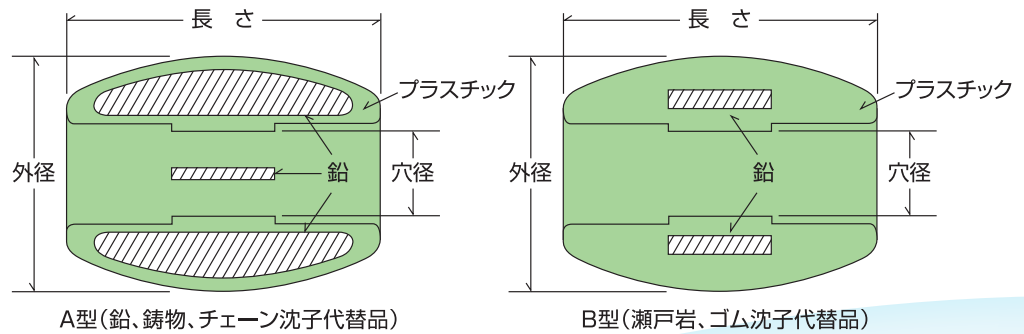 長 さ
プラスチック
外径
鉛
穴径
A型(鉛、鋳物、チェーン沈子代替品)
長 さ
プラスチック
外径
鉛
穴径
B型(瀬戸岩、ゴム沈子代替品)